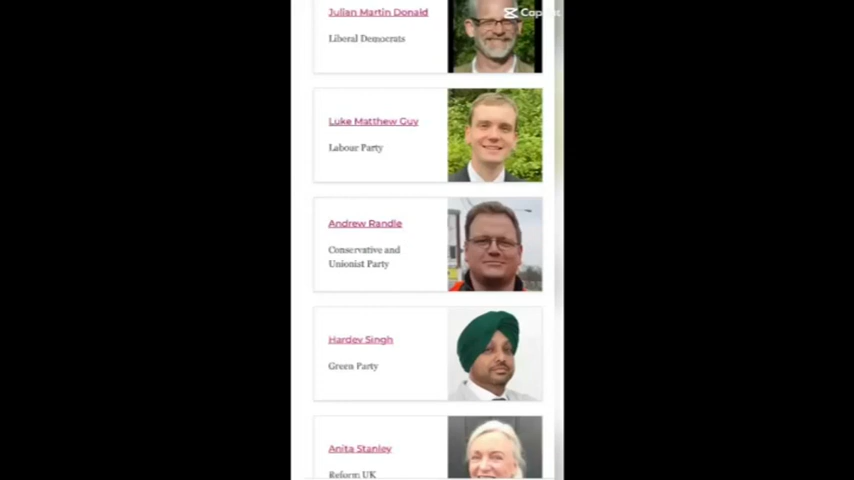 Julian Martin Donald
Liberal Democrats
Luke Matthew Guy
Labour Party
Andrew Randle
Conservative and
Unionist Party
Hardev Singh
Green Party
Anita Stanley
Reform UK